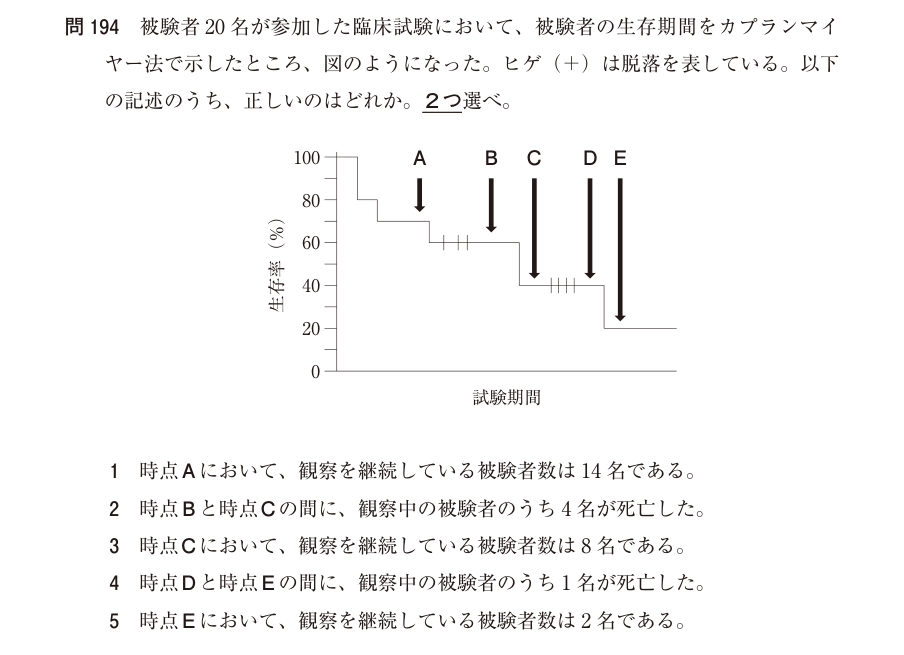 問194 被験者20名が参加した臨床試験において、被験者の生存期間をカプランマイ
ヤー法で示したところ、図のようになった。ヒゲ（＋）は脱落を表している。以下
の記述のうち、正しいのはどれか。２つ選べ。
A B C D E
100
80
60
40
20
0
生存率（%）
試験期間
1 時点Aにおいて、観察を継続している被験者数は14名である。
2 時点Bと時点Cの間に、観察中の被験者のうち4名が死亡した。
3 時点Cにおいて、観察を継続している被験者数は8名である。
4 時点Dと時点Eの間に、観察中の被験者のうち1名が死亡した。
5 時点Eにおいて、観察を継続している被験者数は2名である。